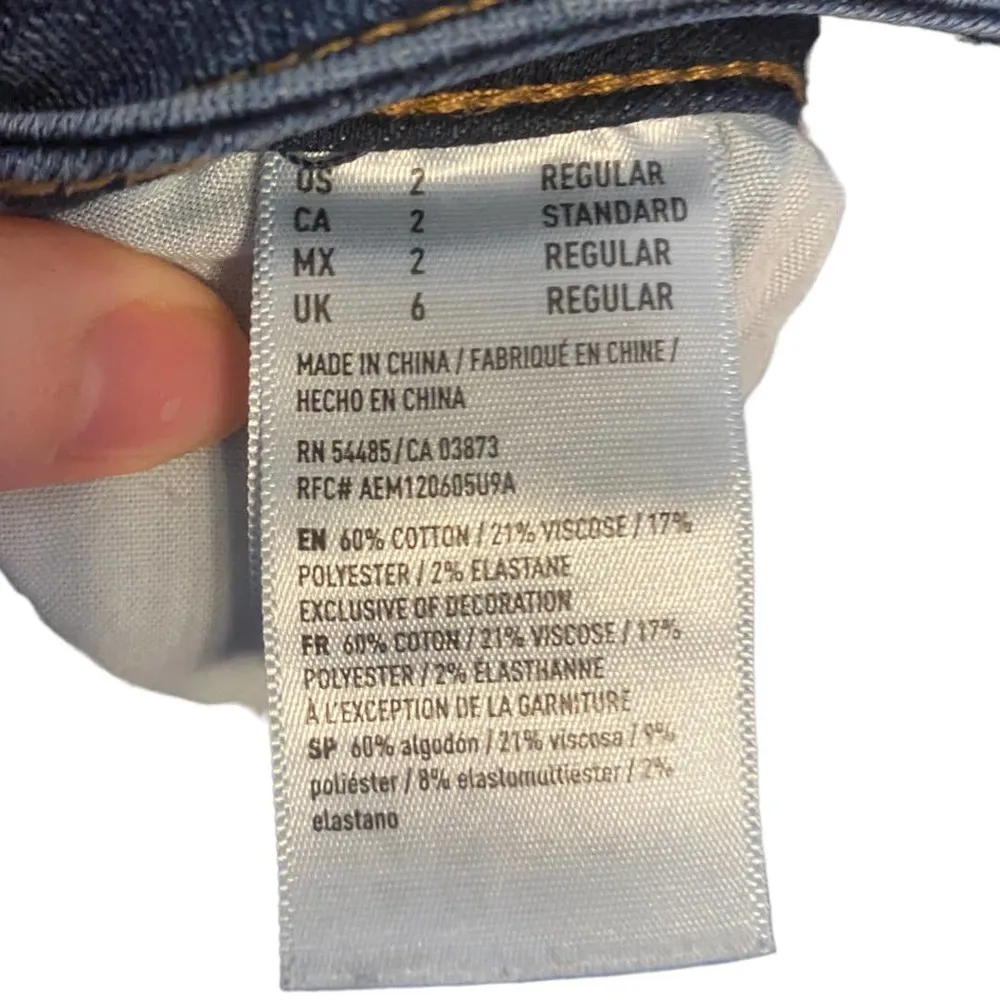 US 2 REGULAR
CA 2 STANDARD
MX 2 REGULAR
UK 6 REGULAR
MADE IN CHINA / FABRIQUÉ EN CHINE /
HECHO EN CHINA
RN 54485/CA 03873
RFC# AEM120605U9A
EN 60% COTTON / 21% VISCOSE / 17%
POLYESTER / 2% ELASTANE
EXCLUSIVE OF DECORATION
FR 60% COTON / 21% VISCOSE / 17%
POLYESTER / 2% ÉLASTHANNE
À L'EXCEPTION DE LA GARNITURE
SP 60% algodón / 21% viscosa / 9%
poliéster / 8% elastomultiester / 2%
elastano